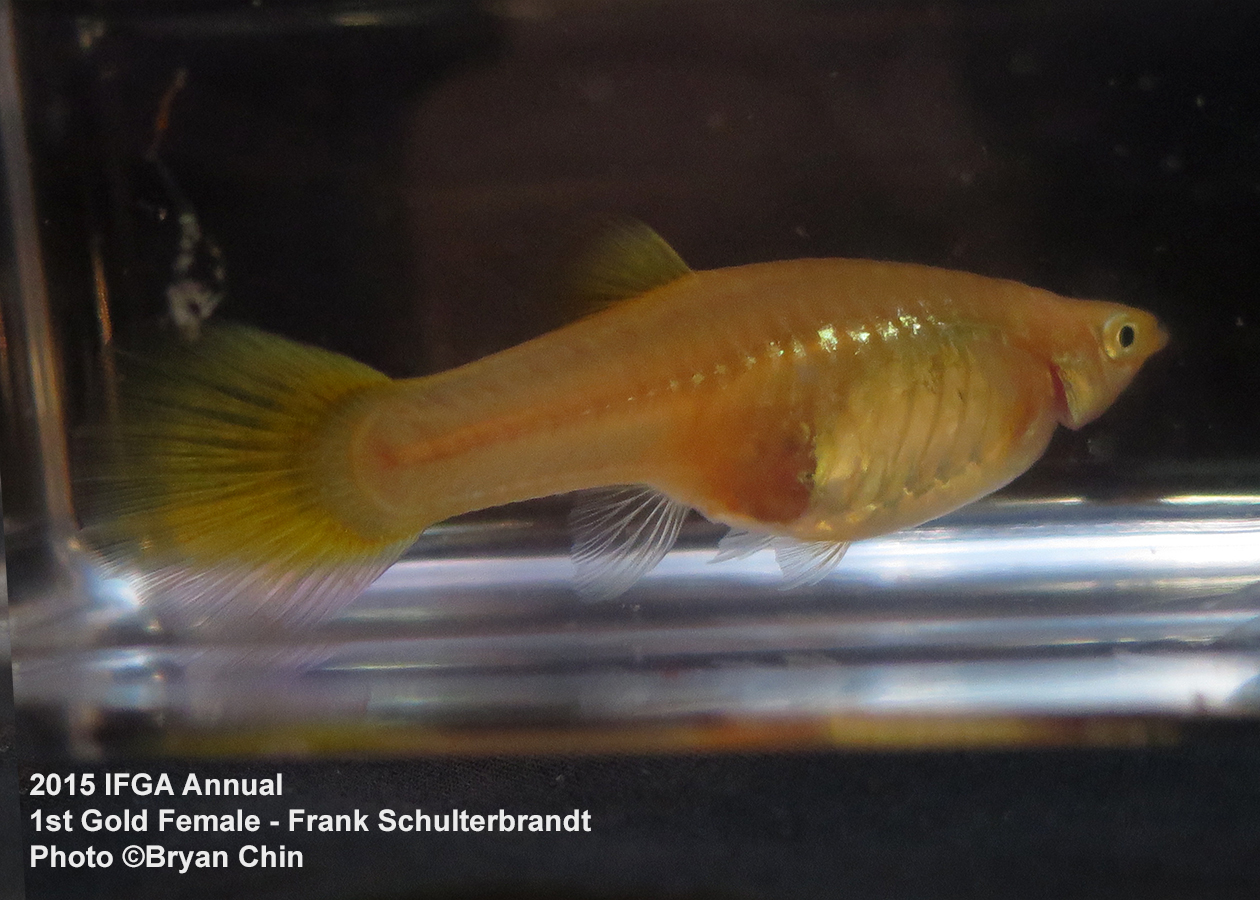 2015 IFGA Annual
1st Gold Female - Frank Schulterbrandt
Photo ©Bryan Chin